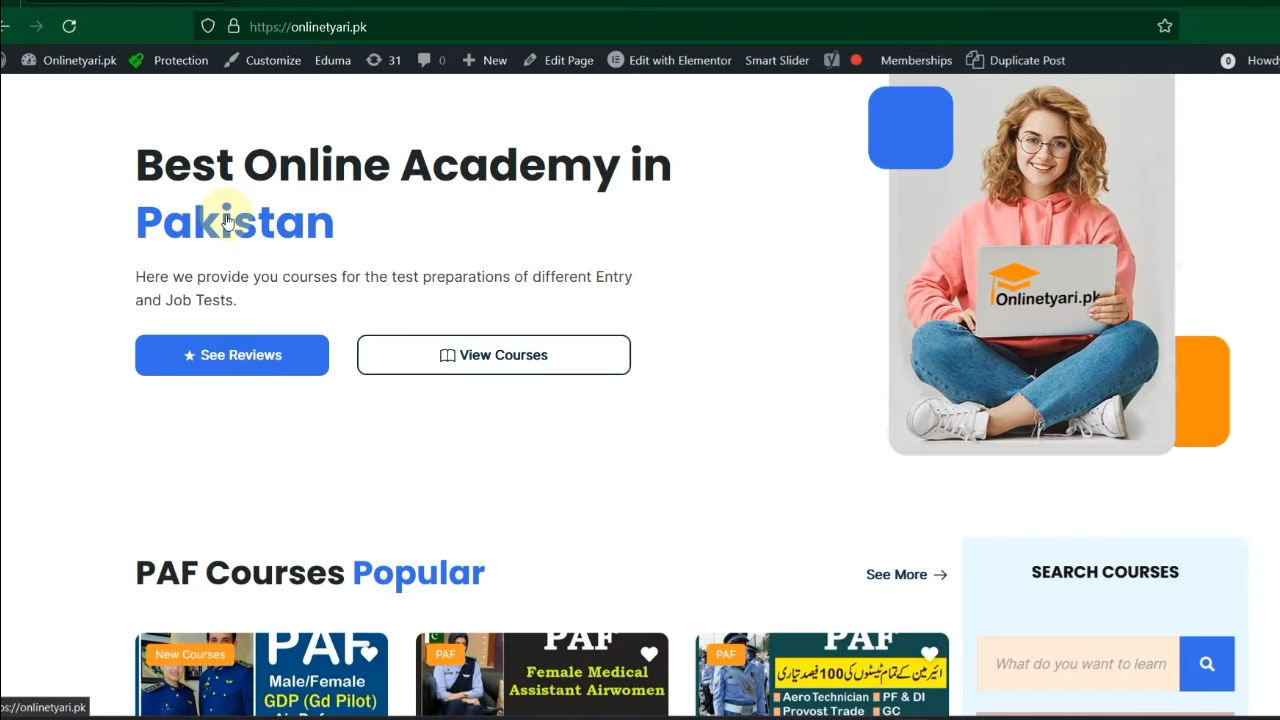 https://onlinetyari.pk
Onlinetyari.pk Protection Customize Eduma 31 0 New Edit Page Edit with Elementor Smart Slider Memberships Duplicate Post 0 Howd
Best Online Academy in
Pakistan
Here we provide you courses for the test preparations of different Entry
and Job Tests.
See Reviews
View Courses
Onlinetyari.pk
PAF Courses Popular
See More
SEARCH COURSES
What do you want to learn
New Courses
PAF
Male/Female
GDP (Gd Pilot)
PAF
PAF
Female Medical
Assistant Airwomen
PAF
PAF
ائیرمین کے تمام ٹیسٹوں کی 100 فیصد تیاری
Aero Technician PF & DI
Provost Trade GC
ps://onlinetyari.pk